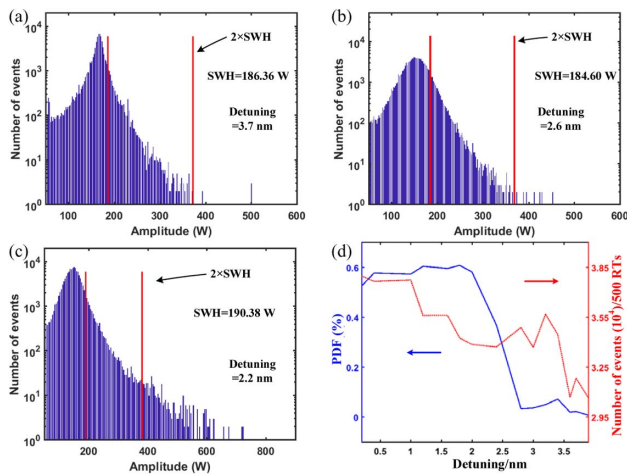 (a)
Number of events
10⁴
10³
10²
10¹
10⁰
2×SWH
SWH=186.36 W
Detuning
=3.7 nm
100 200 300 400 500 600
Amplitude (W)
(b)
Number of events
10⁴
10³
10²
10¹
10⁰
2×SWH
SWH=184.60 W
Detuning
=2.6 nm
100 200 300 400 500 600
Amplitude (W)
(c)
Number of events
10⁴
10³
10²
10¹
10⁰
2×SWH
SWH=190.38 W
Detuning
=2.2 nm
200 400 600 800
Amplitude (W)
(d)
PDF (%)
0.6
0.4
0.2
0
3.85
3.55
3.25
2.95
Number of events (10⁴)/500 RTs
0.5 1 1.5 2 2.5 3 3.5
Detuning/nm